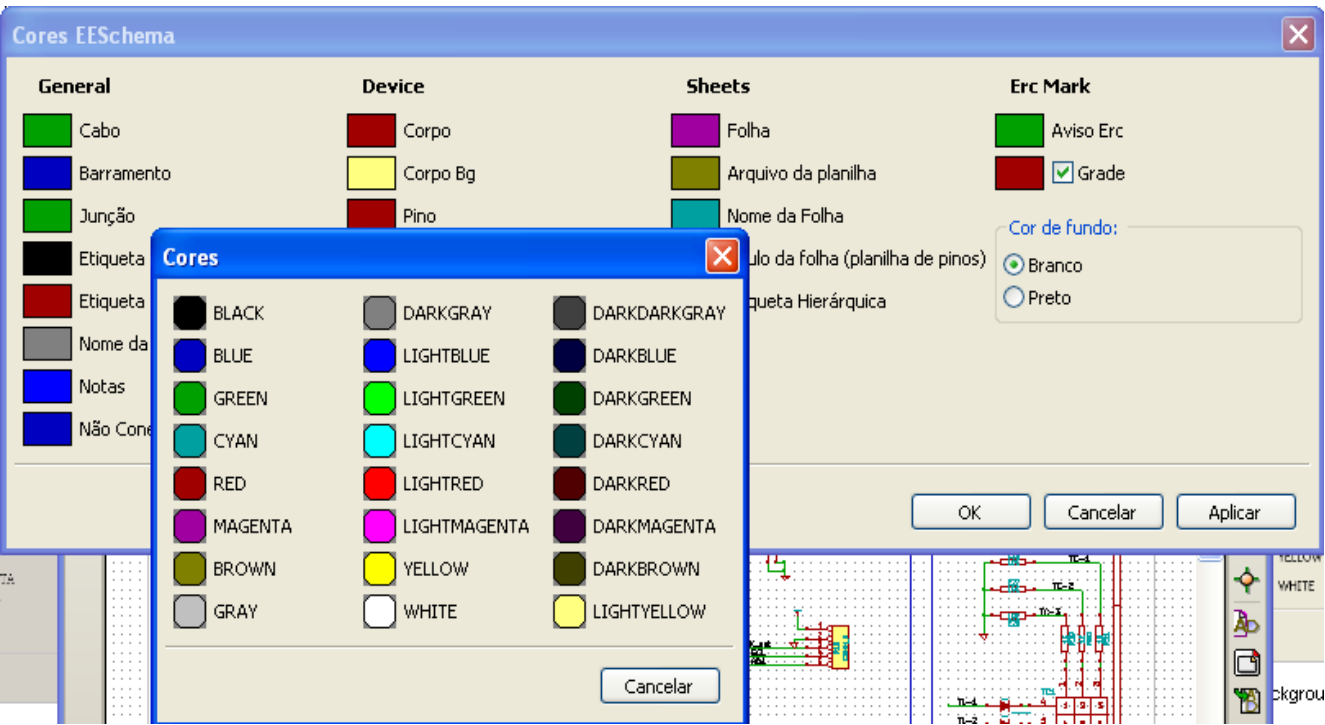 Cores EESchema
General
Device
Sheets
Erc Mark
Cabo
Corpo
Folha
Aviso Erc
Barramento
Corpo Bg
Arquivo da planilha
Grade
Junção
Pino
Nome da Folha
Cor de fundo:
Etiqueta
ulo da folha (planilha de pinos)
Branco
Etiqueta
queta Hierárquica
Preto
Nome da
Notas
Não Cone
OK
Cancelar
Aplicar
Cores
BLACK
DARKGRAY
DARKDARKGRAY
BLUE
LIGHTBLUE
DARKBLUE
GREEN
LIGHTGREEN
DARKGREEN
CYAN
LIGHTCYAN
DARKCYAN
RED
LIGHTRED
DARKRED
MAGENTA
LIGHTMAGENTA
DARKMAGENTA
BROWN
YELLOW
DARKBROWN
GRAY
WHITE
LIGHTYELLOW
Cancelar
YELLOW
WHITE
ckgrou